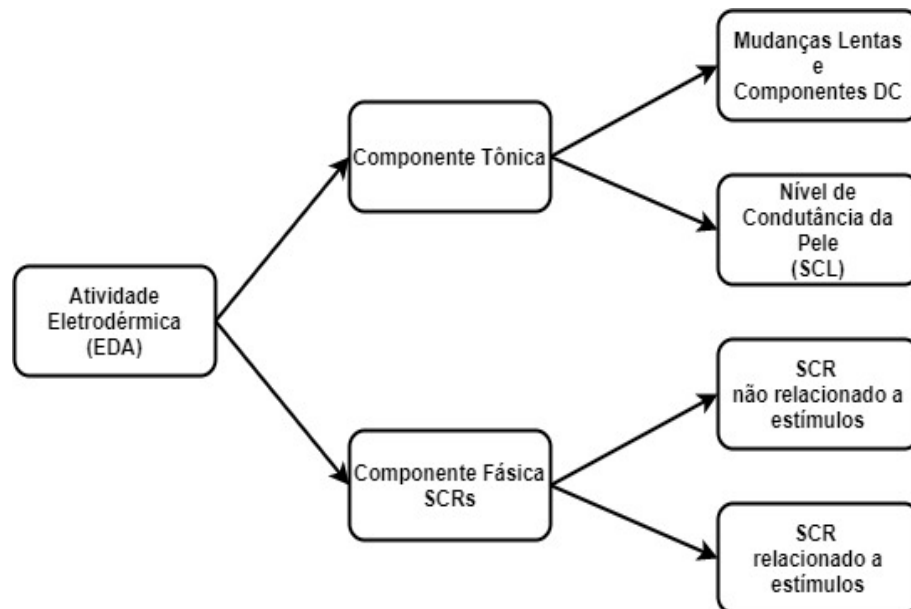 Atividade
Eletrodérmica
(EDA)
Componente Tônica
Mudanças Lentas
e
Componentes DC
Nível de
Condutância da
Pele
(SCL)
Componente Fásica
SCRs
SCR
não relacionado a
estímulos
SCR
relacionado a
estímulos